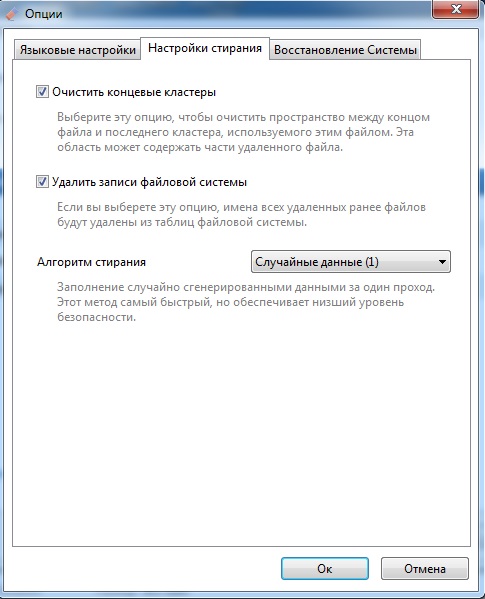 Опции
Языковые настройки
Настройки стирания
Восстановление Системы
Очистить концевые кластеры
Выберите эту опцию, чтобы очистить пространство между концом
файла и последнего кластера, используемого этим файлом. Эта
область может содержать части удаленного файла.
Удалить записи файловой системы
Если вы выберете эту опцию, имена всех удаленных ранее файлов
будут удалены из таблиц файловой системы.
Алгоритм стирания
Случайные данные (1)
Заполнение случайно сгенерированными данными за один проход.
Этот метод самый быстрый, но обеспечивает низший уровень
безопасности.
Ок
Отмена